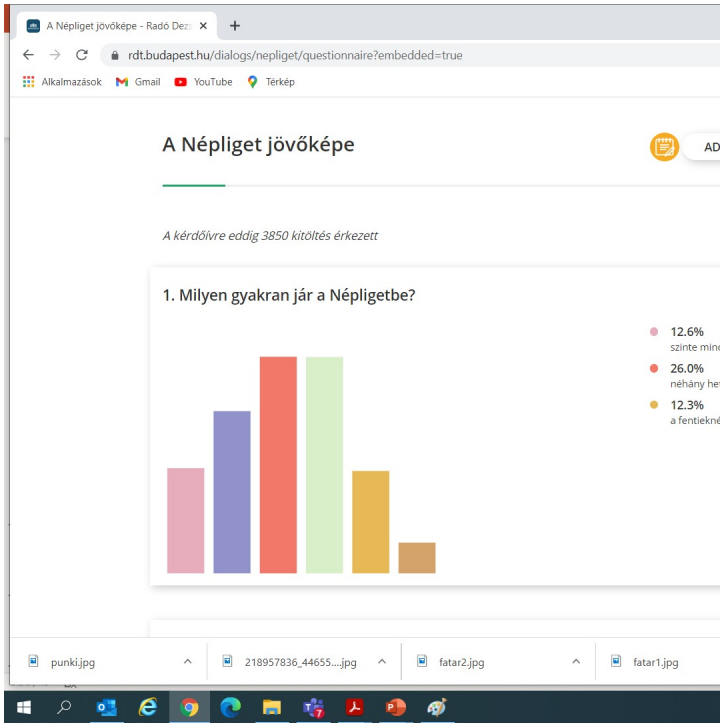 A Népliget jövőképe - Radó Dezs
rdt.budapest.hu/dialogs/nepliget/questionnaire?embedded=true
Alkalmazások Gmail YouTube Térkép
A Népliget jövőképe
AD
A kérdőívre eddig 3850 kitöltés érkezett
1. Milyen gyakran jár a Népligetbe?
12.6%
szinte mind
26.0%
néhány het
12.3%
a fentiekné
punki.jpg 218957836_44655....jpg fatar2.jpg fatar1.jpg